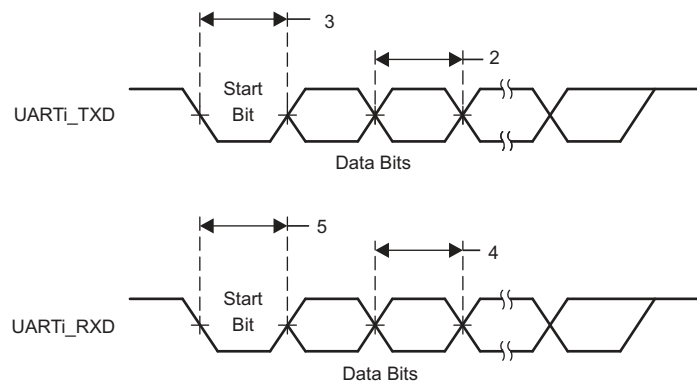 3
2
Start
Bit
UARTi_TXD
Data Bits
5
4
Start
Bit
UARTi_RXD
Data Bits